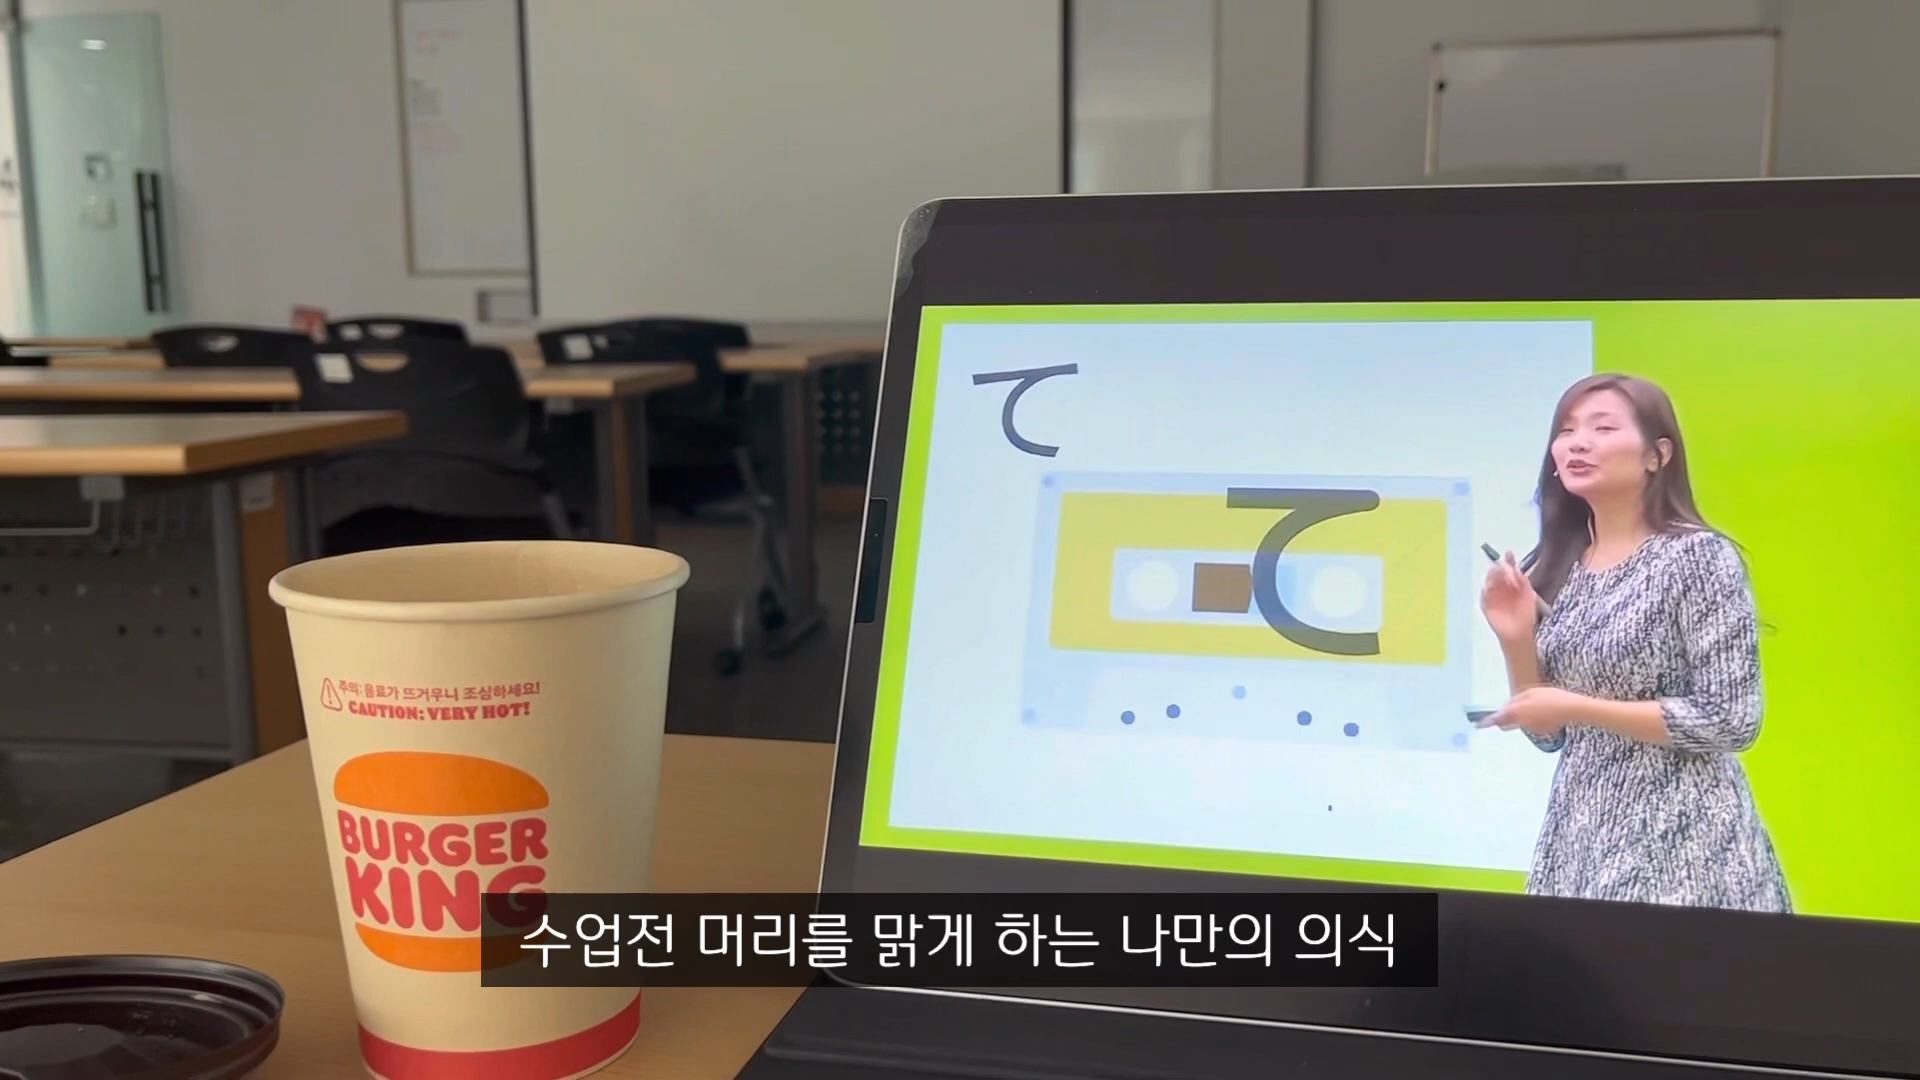 て
て
주의: 음료가 뜨거우니 조심하세요!
CAUTION: VERY HOT!
BURGER
KING
수업전 머리를 맑게 하는 나만의 의식